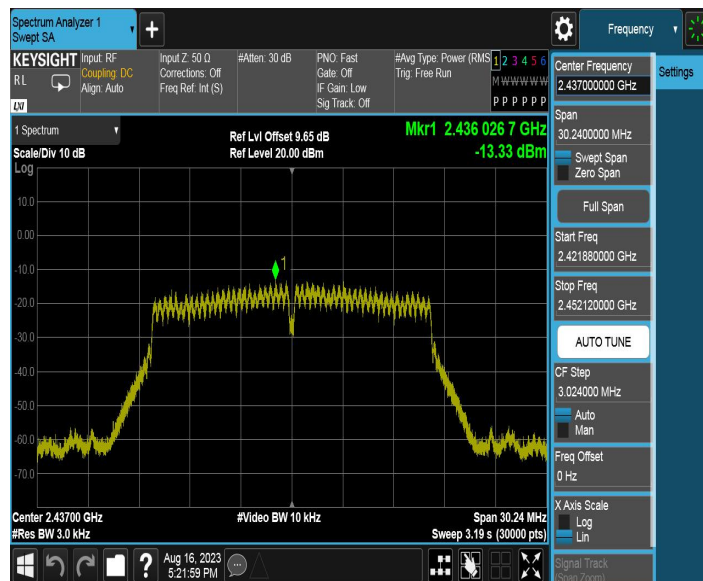 Spectrum Analyzer 1
Swept SA
+
Frequency
KEYSIGHT
R L
LXI
Input: RF
Coupling: DC
Align: Auto
Input Z: 50 Ω
Corrections: Off
Freq Ref: Int (S)
#Atten: 30 dB
PNO: Fast
Gate: Off
IF Gain: Low
Sig Track: Off
#Avg Type: Power (RMS
Trig: Free Run
1 2 3 4 5 6
M W W W W W
P P P P P P
1 Spectrum
Scale/Div 10 dB
Log
Ref Lvl Offset 9.65 dB
Ref Level 20.00 dBm
Mkr1 2.436 026 7 GHz
-13.33 dBm
10.0
0.00
-10.0
-20.0
-30.0
-40.0
-50.0
-60.0
-70.0
1
Center 2.43700 GHz
#Res BW 3.0 kHz
#Video BW 10 kHz
Span 30.24 MHz
Sweep 3.19 s (30000 pts)
Center Frequency
2.437000000 GHz
Settings
Span
30.2400000 MHz
Swept Span
Zero Span
Full Span
Start Freq
2.421880000 GHz
Stop Freq
2.452120000 GHz
AUTO TUNE
CF Step
3.024000 MHz
Auto
Man
Freq Offset
0 Hz
X Axis Scale
Log
Lin
Signal Track
(Span Zoom)
?
Aug 16, 2023
5:21:59 PM